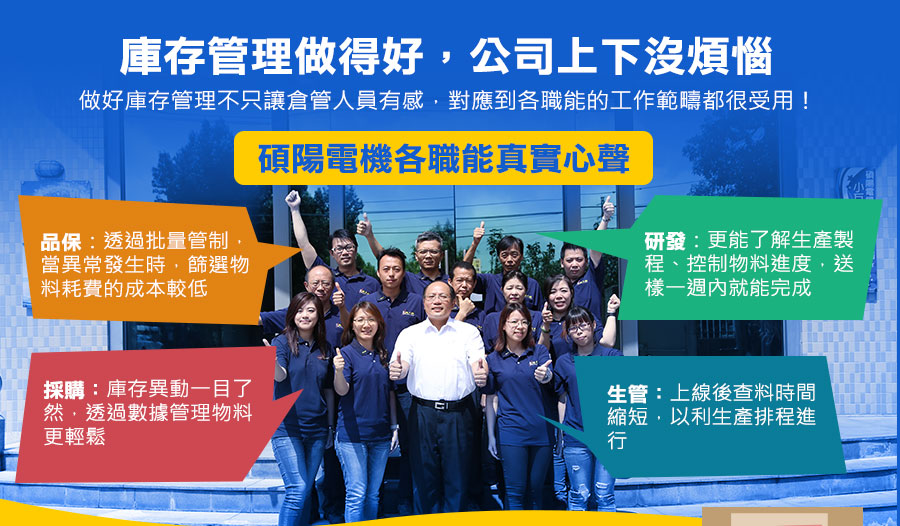 庫存管理做得好，公司上下沒煩惱
做好庫存管理不只讓倉管人員有感，對應到各職能的工作範疇都很受用！
碩陽電機各職能真實心聲
品保：透過批量管制，
當異常發生時，篩選物
料耗費的成本較低
研發：更能了解生產製
程、控制物料進度，送
樣一週內就能完成
採購：庫存異動一目了
然，透過數據管理物料
更輕鬆
生管：上線後查料時間
縮短，以利生產排程進
行